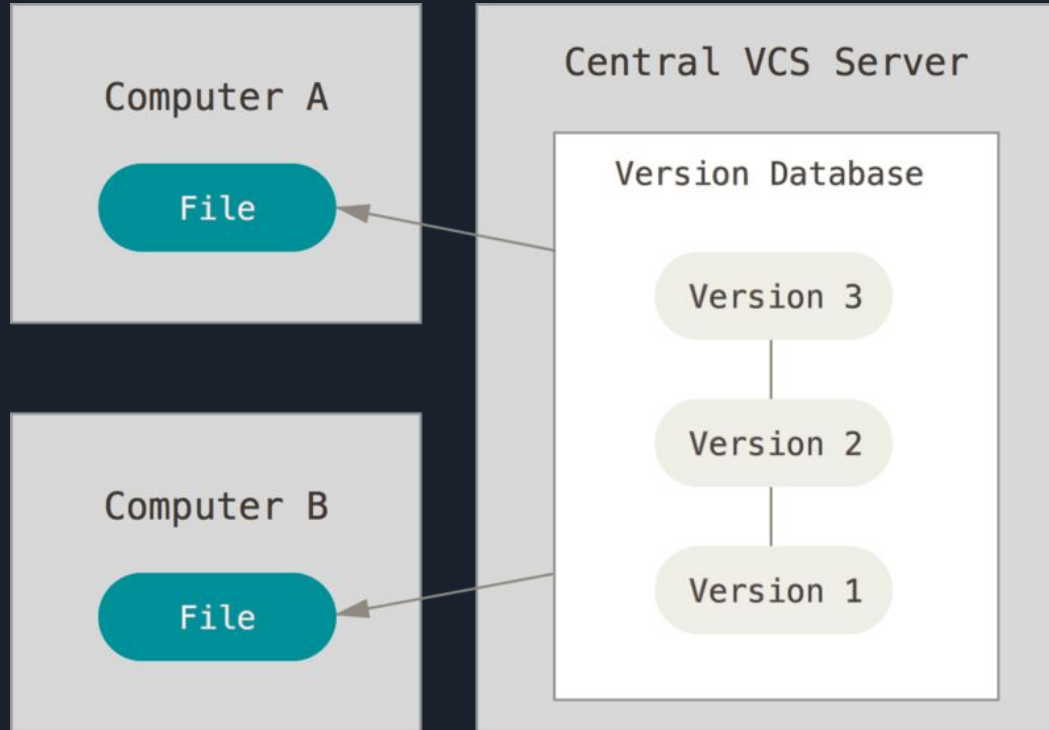 Computer A
File
Computer B
File
Central VCS Server
Version Database
Version 3
Version 2
Version 1